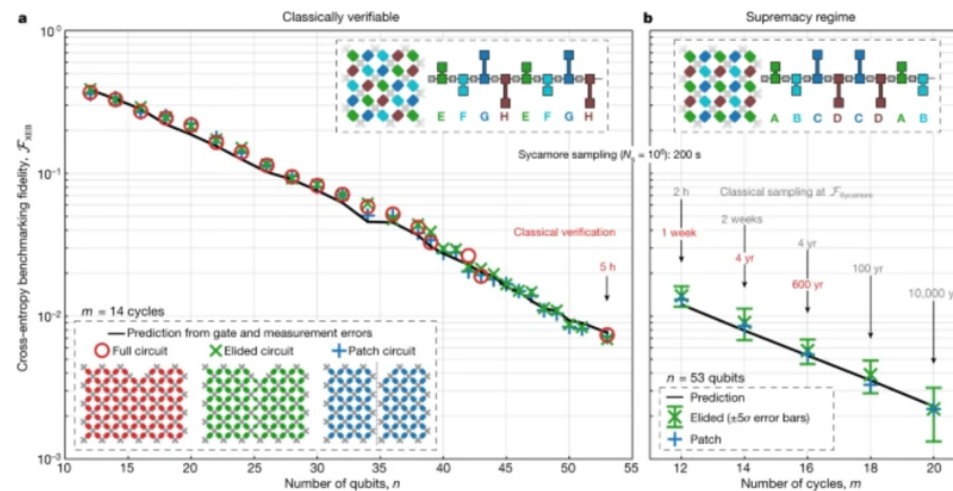 a
Classically verifiable
b
Supremacy regime
Cross-entropy benchmarking fidelity, ℱXEB
10⁰
10⁻¹
10⁻²
10⁻³
E F G H E F G H
A B C D C D A B
Sycamore sampling (Ns = 10⁶): 200 s
Classical sampling at ℱSycamore
2 h
2 weeks
4 yr
100 yr
10,000 y
Classical verification
5 h
1 week
4 yr
600 yr
m = 14 cycles
Prediction from gate and measurement errors
Full circuit
Elided circuit
Patch circuit
n = 53 qubits
Prediction
Elided (±5σ error bars)
Patch
10 15 20 25 30 35 40 45 50 55
Number of qubits, n
12 14 16 18 20
Number of cycles, m